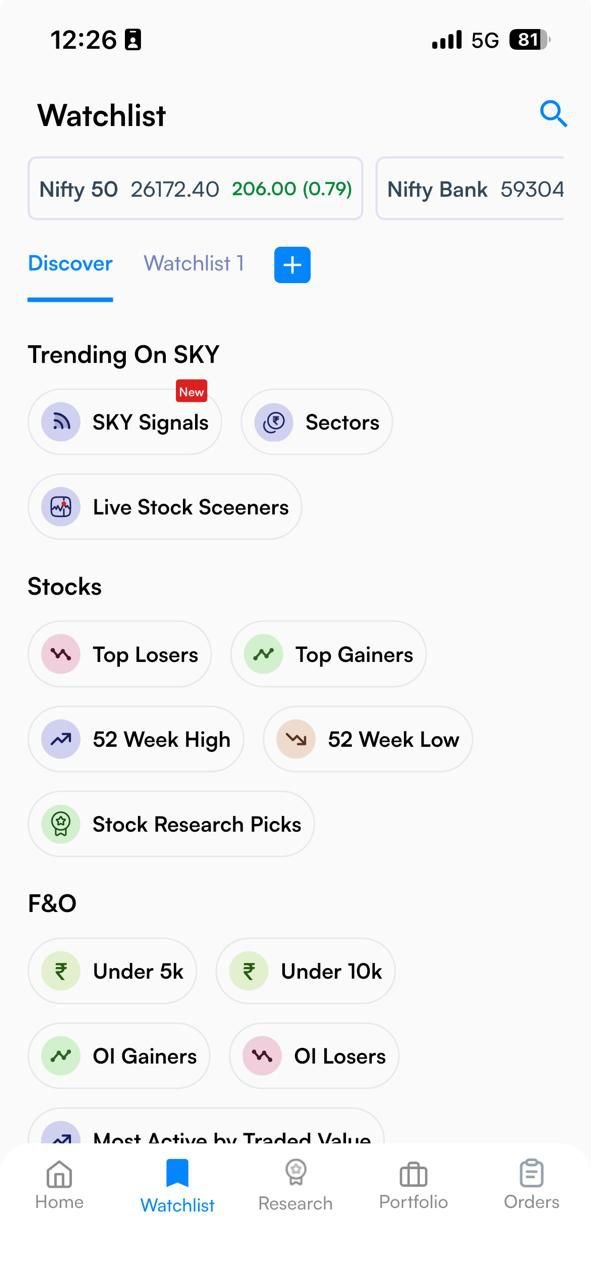 12:26 5G 81
Watchlist
Nifty 50 26172.40 206.00 (0.79) Nifty Bank 59304
Discover Watchlist 1
Trending On SKY
New
SKY Signals Sectors
Live Stock Sceeners
Stocks
Top Losers Top Gainers
52 Week High 52 Week Low
Stock Research Picks
F&O
₹ Under 5k ₹ Under 10k
OI Gainers OI Losers
Most Active by Traded Value
Home Watchlist Research Portfolio Orders